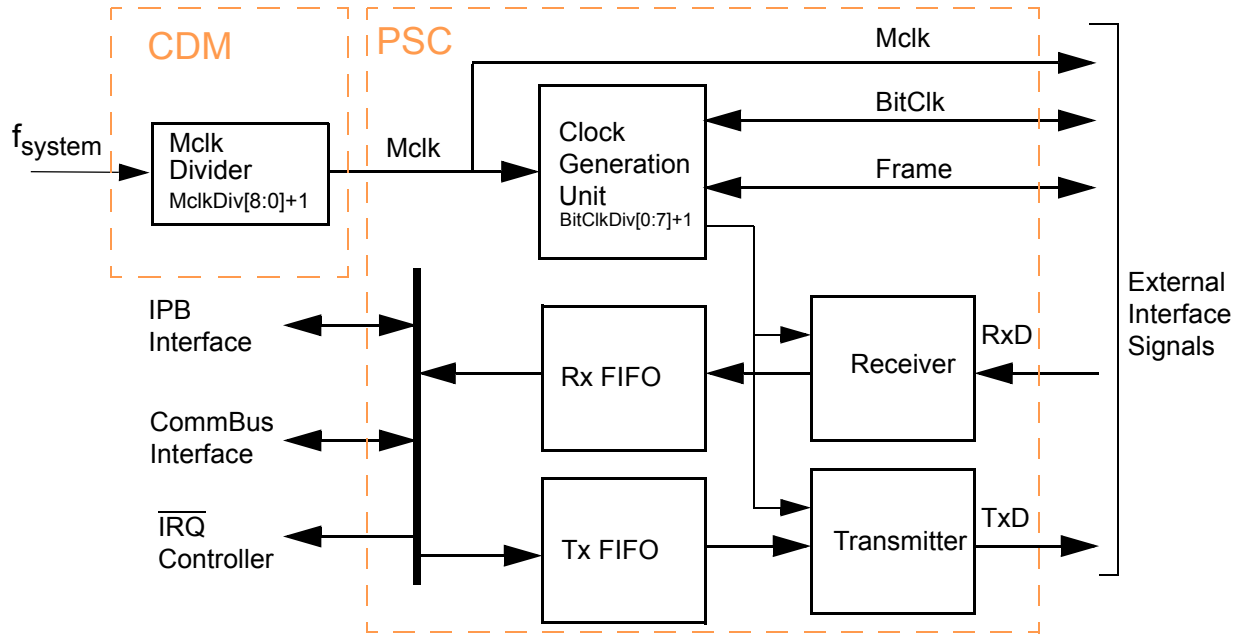 CDM
PSC
f_system
Mclk
Divider
MclkDiv[8:0]+1
Mclk
Mclk
BitClk
Frame
Clock
Generation
Unit
BitClkDiv[0:7]+1
External
Interface
Signals
IPB
Interface
Rx FIFO
Receiver
RxD
CommBus
Interface
IRQ
Controller
Tx FIFO
Transmitter
TxD